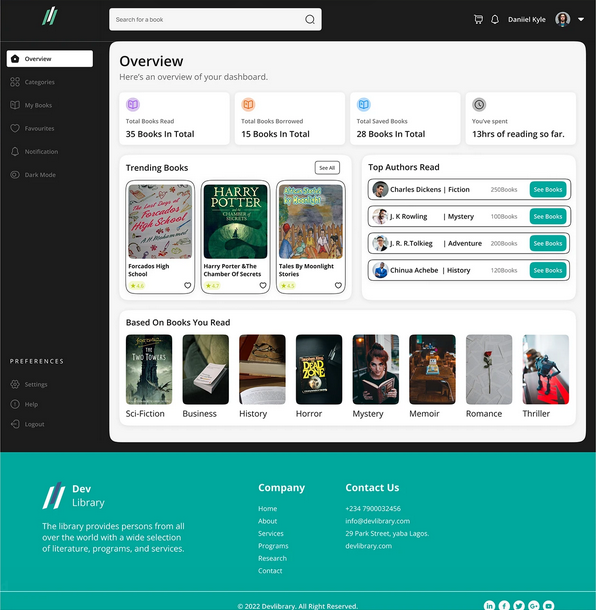 Search for a book
Daniiel Kyle
Overview
Categories
My Books
Favourites
Notification
Dark Mode
PREFERENCES
Settings
Help
Logout
Overview
Here's an overview of your dashboard.
Total Books Read
35 Books In Total
Total Books Borrowed
15 Books In Total
Total Saved Books
28 Books In Total
You've spent
13hrs of reading so far.
Trending Books
See All
The Last Days at
Forcados
High School
A.H. Mohammed
HARRY
POTTER
and the
CHAMBER OF
SECRETS
Tales by
Moonlight
Forcados High
School
Harry Porter &The
Chamber Of Secrets
Tales By Moonlight
Stories
4.7
4.5
Top Authors Read
Charles Dickens | Fiction 250Books See Books
J. K Rowling | Mystery 100Books See Books
J. R. R.Tolkieg | Adventure 200Books See Books
Chinua Achebe | History 120Books See Books
Based On Books You Read
THE
TWO TOWERS
DEAD
ZONE
Sci-Fiction
Business
History
Horror
Mystery
Memoir
Romance
Thriller
Dev
Library
The library provides persons from all
over the world with a wide selection
of literature, programs, and services.
Company
Home
About
Services
Programs
Research
Contact
Contact Us
+234 7900032456
info@devlibrary.com
29 Park Street, yaba Lagos.
devlibrary.com
© 2022 Devlibrary. All Right Reserved.